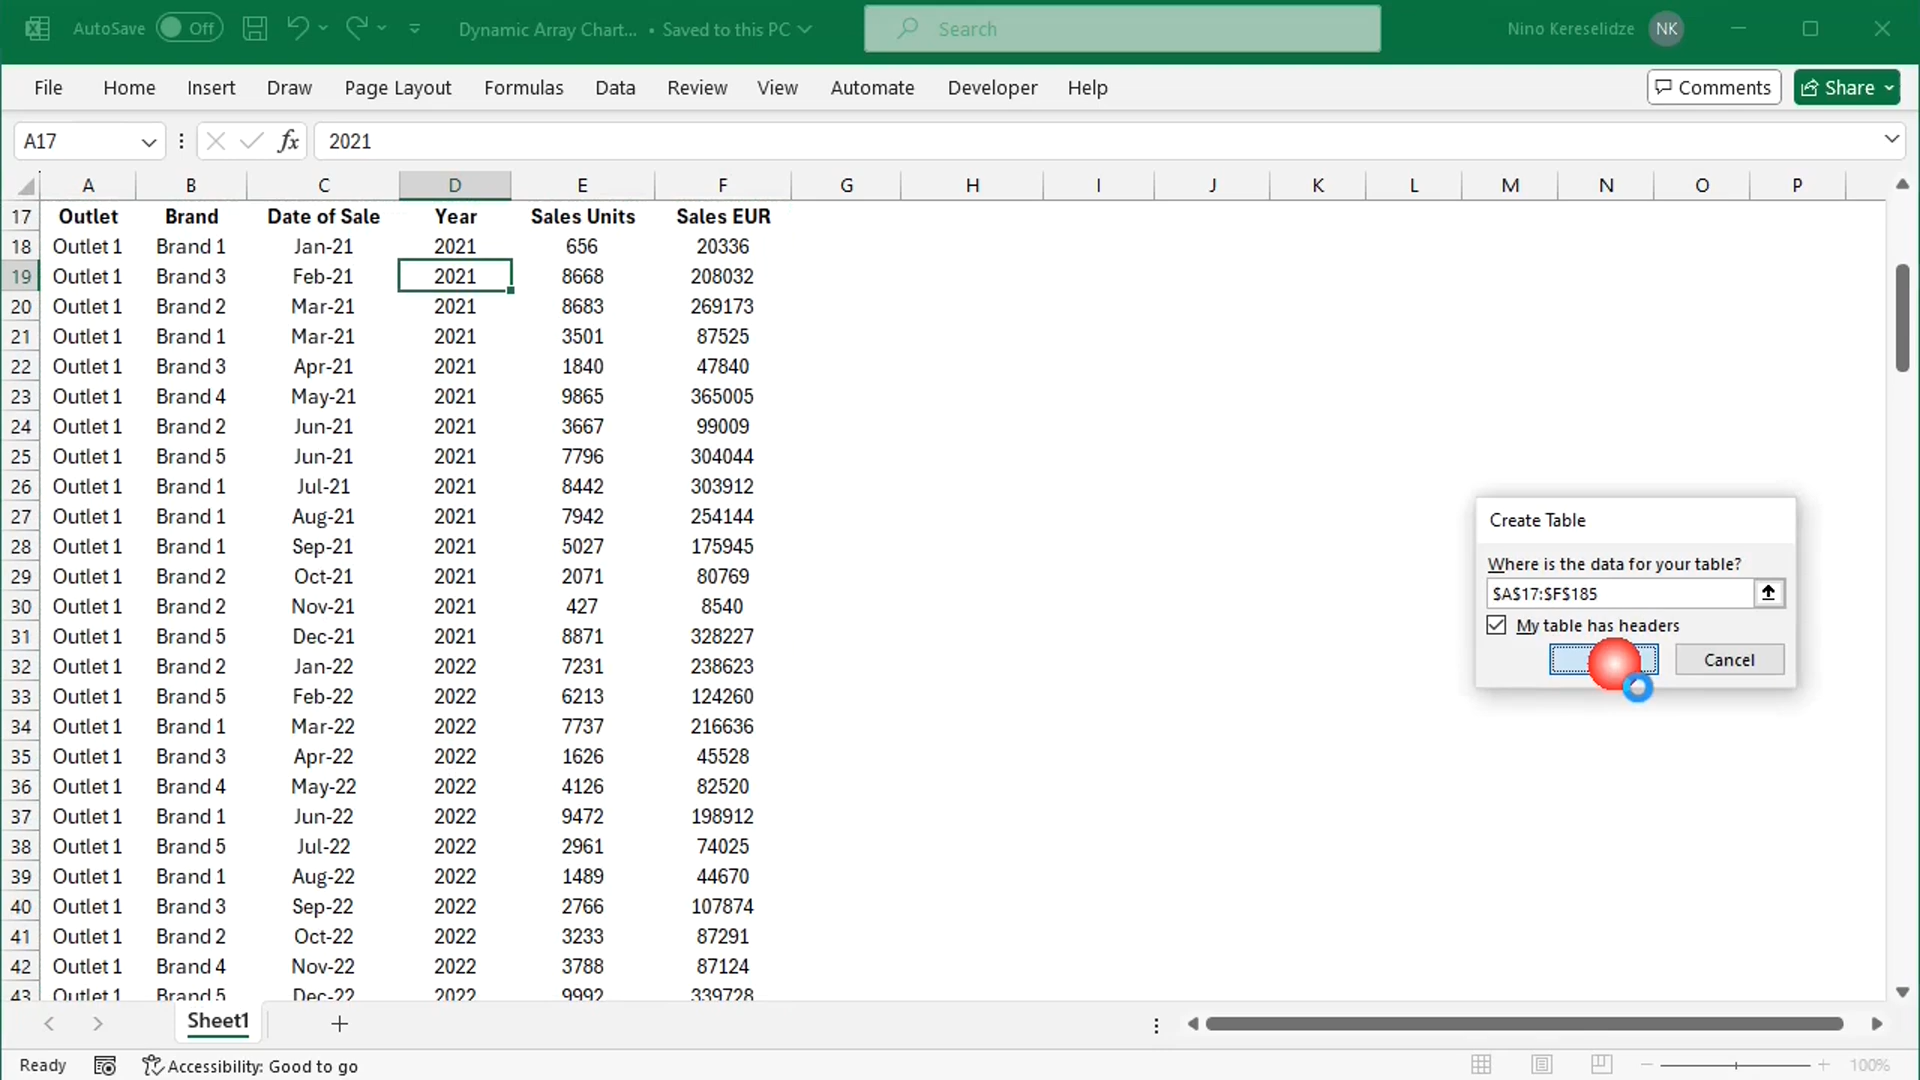 AutoSave Off Dynamic Array Chart... • Saved to this PC Search Nino Kereselidze NK
File Home Insert Draw Page Layout Formulas Data Review View Automate Developer Help Comments Share
A17 fx 2021
A B C D E F G H I J K L M N O P
17 Outlet Brand Date of Sale Year Sales Units Sales EUR
18 Outlet 1 Brand 1 Jan-21 2021 656 20336
19 Outlet 1 Brand 3 Feb-21 2021 8668 208032
20 Outlet 1 Brand 2 Mar-21 2021 8683 269173
21 Outlet 1 Brand 1 Mar-21 2021 3501 87525
22 Outlet 1 Brand 3 Apr-21 2021 1840 47840
23 Outlet 1 Brand 4 May-21 2021 9865 365005
24 Outlet 1 Brand 2 Jun-21 2021 3667 99009
25 Outlet 1 Brand 5 Jun-21 2021 7796 304044
26 Outlet 1 Brand 1 Jul-21 2021 8442 303912
27 Outlet 1 Brand 1 Aug-21 2021 7942 254144
28 Outlet 1 Brand 1 Sep-21 2021 5027 175945
29 Outlet 1 Brand 2 Oct-21 2021 2071 80769
30 Outlet 1 Brand 2 Nov-21 2021 427 8540
31 Outlet 1 Brand 5 Dec-21 2021 8871 328227
32 Outlet 1 Brand 2 Jan-22 2022 7231 238623
33 Outlet 1 Brand 5 Feb-22 2022 6213 124260
34 Outlet 1 Brand 1 Mar-22 2022 7737 216636
35 Outlet 1 Brand 3 Apr-22 2022 1626 45528
36 Outlet 1 Brand 4 May-22 2022 4126 82520
37 Outlet 1 Brand 1 Jun-22 2022 9472 198912
38 Outlet 1 Brand 5 Jul-22 2022 2961 74025
39 Outlet 1 Brand 1 Aug-22 2022 1489 44670
40 Outlet 1 Brand 3 Sep-22 2022 2766 107874
41 Outlet 1 Brand 2 Oct-22 2022 3233 87291
42 Outlet 1 Brand 4 Nov-22 2022 3788 87124
43 Outlet 1 Brand 5 Dec-22 2022 9992 339728
Create Table
Where is the data for your table?
$A$17:$F$185
My table has headers
Cancel
Sheet1
Ready Accessibility: Good to go 100%